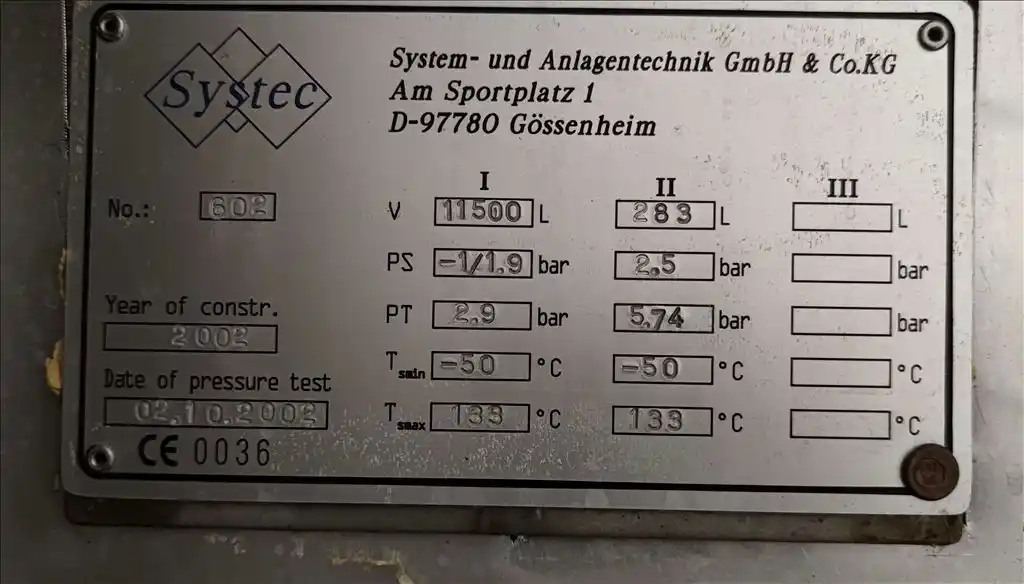 Systec
System- und Anlagentechnik GmbH & Co.KG
Am Sportplatz 1
D-97780 Gössenheim
I II III
No.: 602 V 11500 L 283 L L
PS -1/1.9 bar 2,5 bar bar
Year of constr. PT 2.9 bar 5,74 bar bar
2002
Tsmin -50 °C -50 °C °C
Date of pressure test
02.10.2002 Tsmax 133 °C 133 °C °C
CE 0036